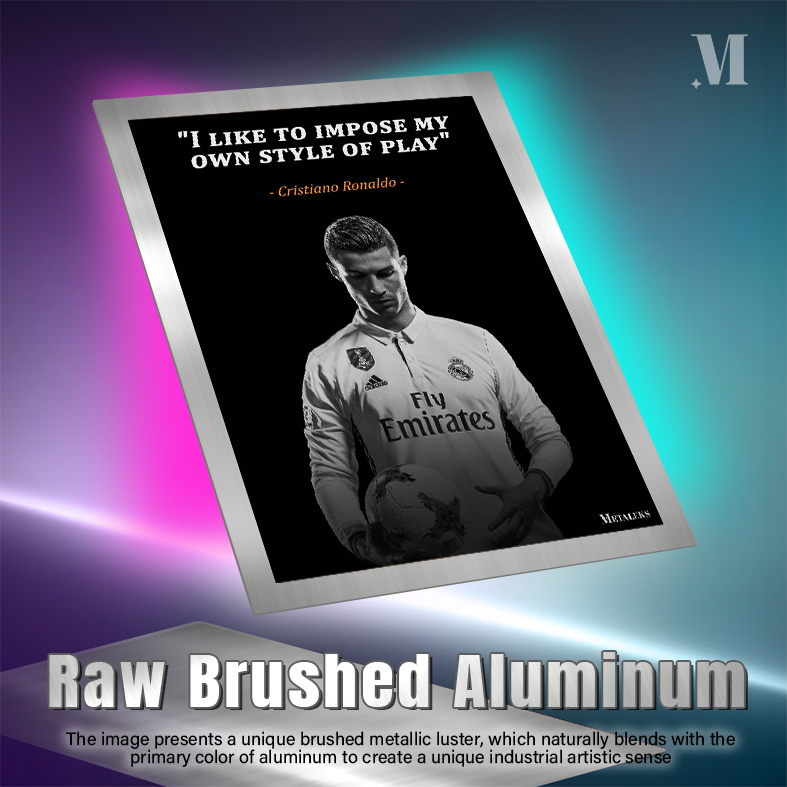 M
"I LIKE TO IMPOSE MY
OWN STYLE OF PLAY"
- Cristiano Ronaldo -
adidas
Fly
Emirates
METALEKS
Raw Brushed Aluminum
The image presents a unique brushed metallic luster, which naturally blends with the
primary color of aluminum to create a unique industrial artistic sense